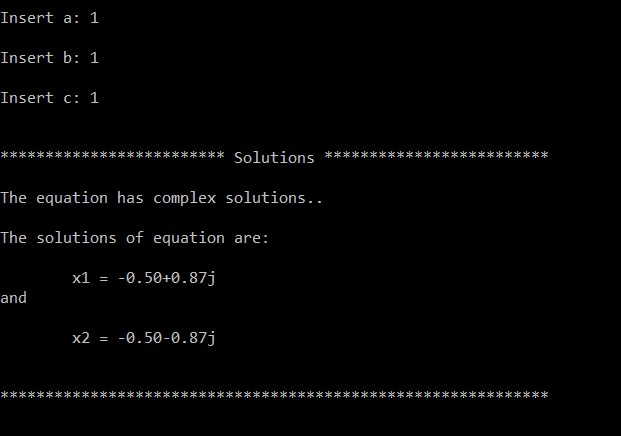 Insert a: 1
Insert b: 1
Insert c: 1
************************* Solutions *************************
The equation has complex solutions..
The solutions of equation are:
x1 = -0.50+0.87j
and
x2 = -0.50-0.87j
*************************************************************